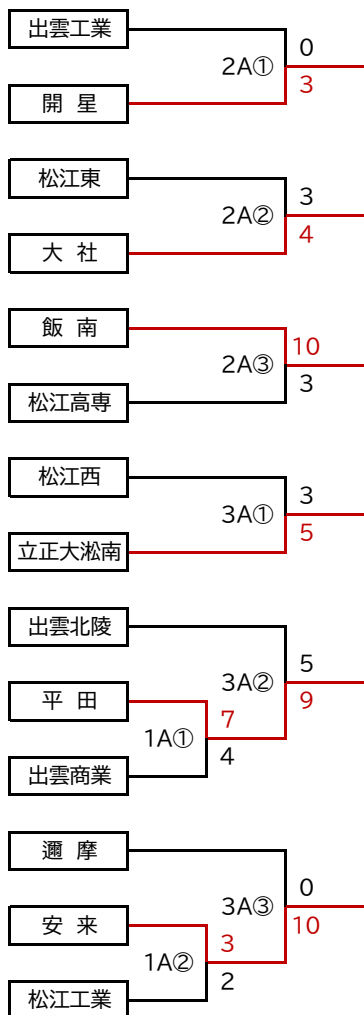 出雲工業
0
2A①
3
開 星
松江東
3
2A②
4
大 社
飯 南
10
2A③
3
松江高専
松江西
3
3A①
5
立正大淞南
出雲北陵
5
3A②
9
平 田
7
1A①
4
出雲商業
邇 摩
0
3A③
10
安 来
3
1A②
2
松江工業